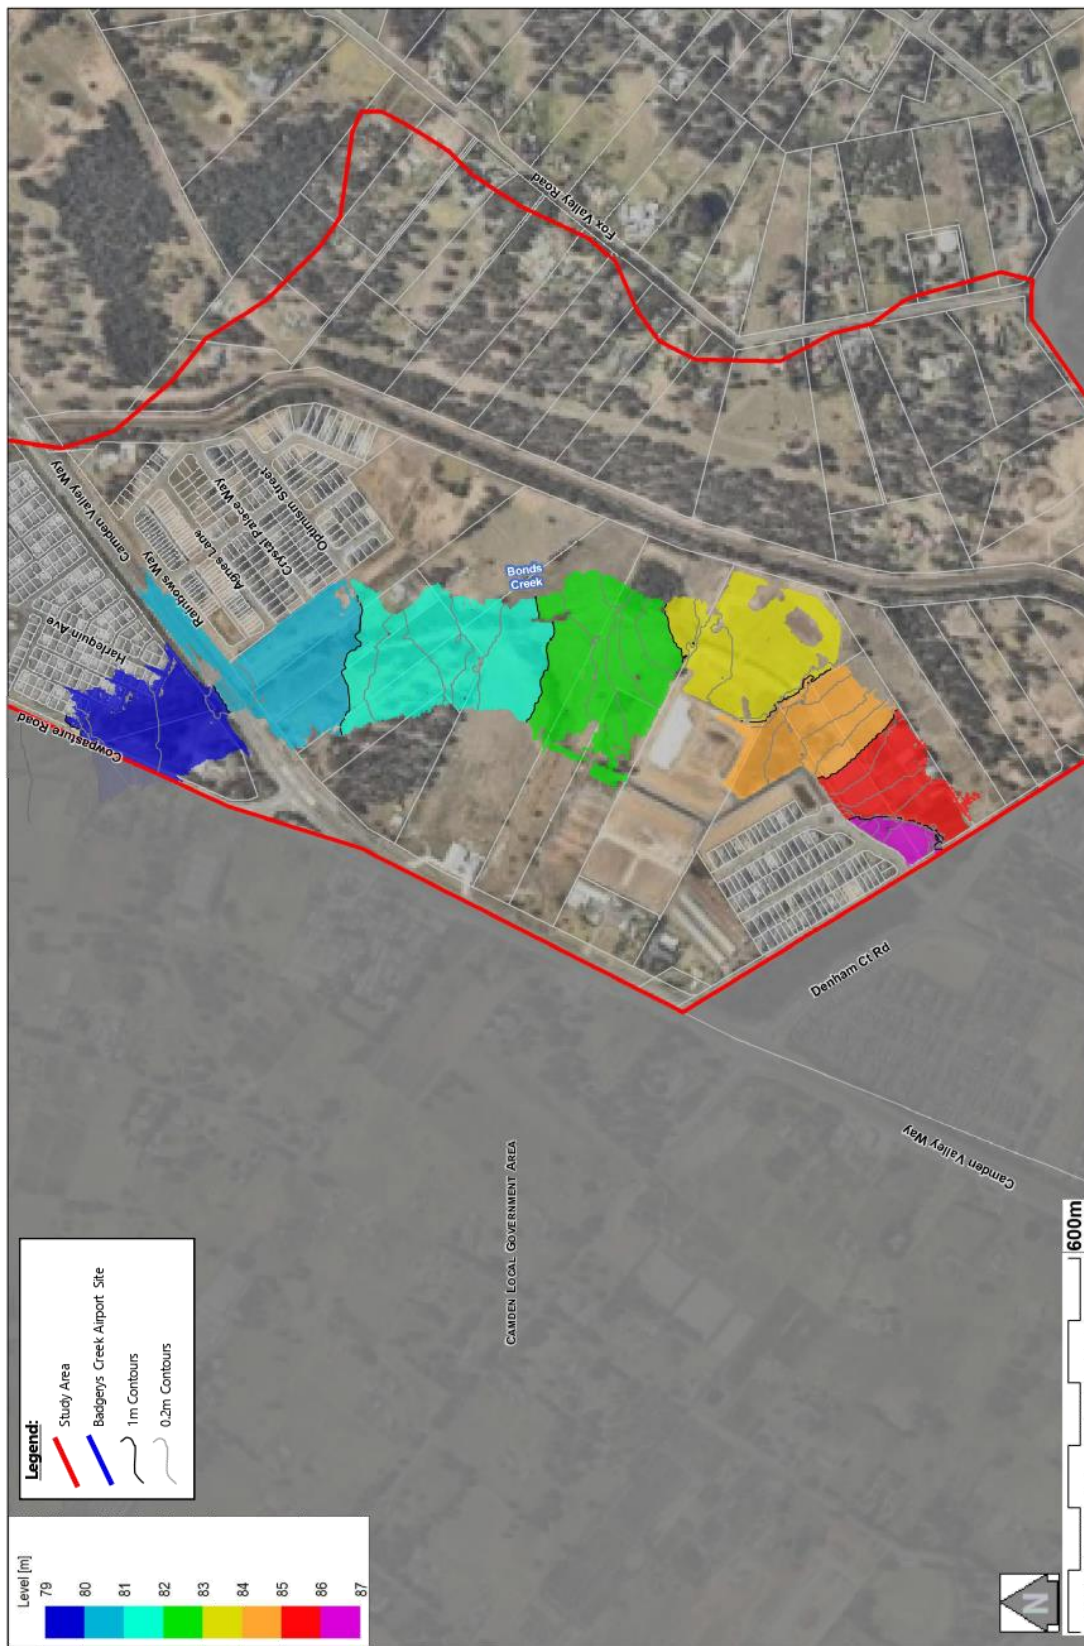 Level [m]
79
80
81
82
83
84
85
86
87
Legend:
Study Area
Badgerys Creek Airport Site
1m Contours
0.2m Contours
CAMDEN LOCAL GOVERNMENT AREA
Cowpasture Road
Harlequin Ave
Camden Valley Way
Rainbows Way
Agnes Lane
Crystal Palace Way
Optimism Street
Fox Valley Road
Bonds
Creek
Denham Ct Rd
Camden Valley Way
N
600m